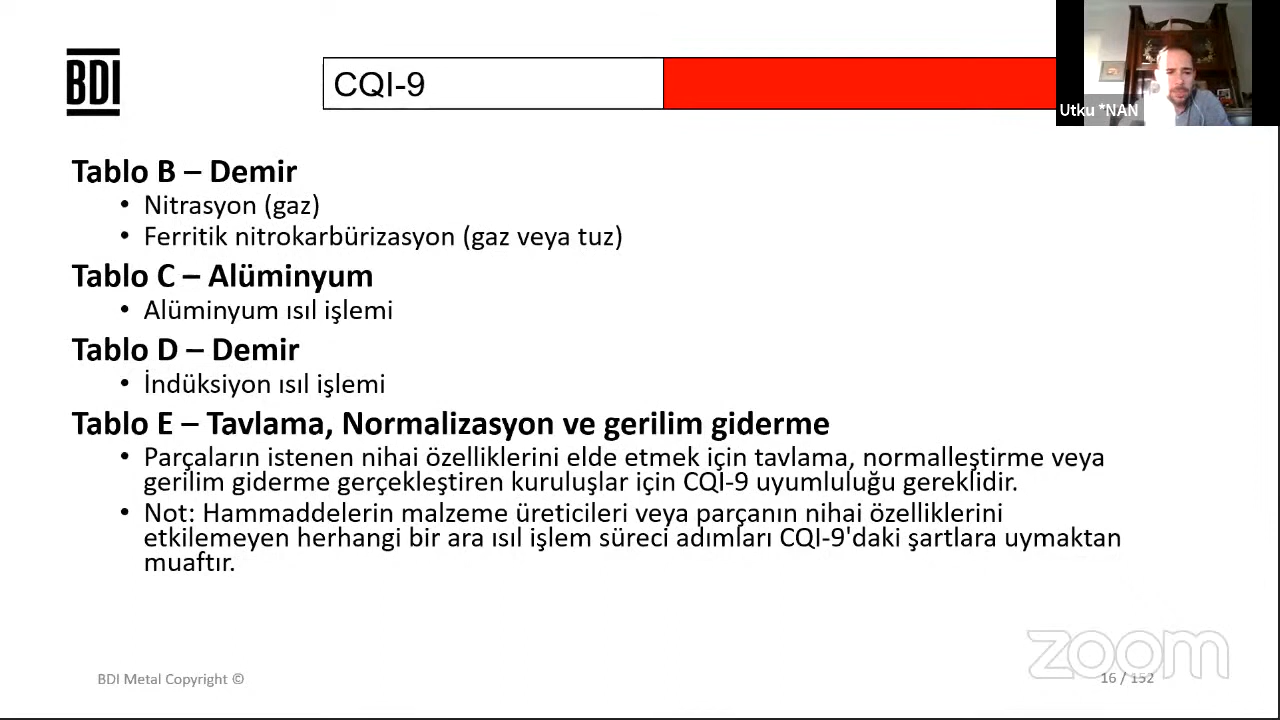 BDI
CQI-9
Utku *NAN
Tablo B – Demir
• Nitrasyon (gaz)
• Ferritik nitrokarbürizasyon (gaz veya tuz)
Tablo C – Alüminyum
• Alüminyum ısıl işlemi
Tablo D – Demir
• İndüksiyon ısıl işlemi
Tablo E – Tavlama, Normalizasyon ve gerilim giderme
• Parçaların istenen nihai özelliklerini elde etmek için tavlama, normalleştirme veya
gerilim giderme gerçekleştiren kuruluşlar için CQI-9 uyumluluğu gereklidir.
• Not: Hammaddelerin malzeme üreticileri veya parçanın nihai özelliklerini
etkilemeyen herhangi bir ara ısıl işlem süreci adımları CQI-9'daki şartlara uymaktan
muaftır.
zoom
BDI Metal Copyright ©
16 / 152